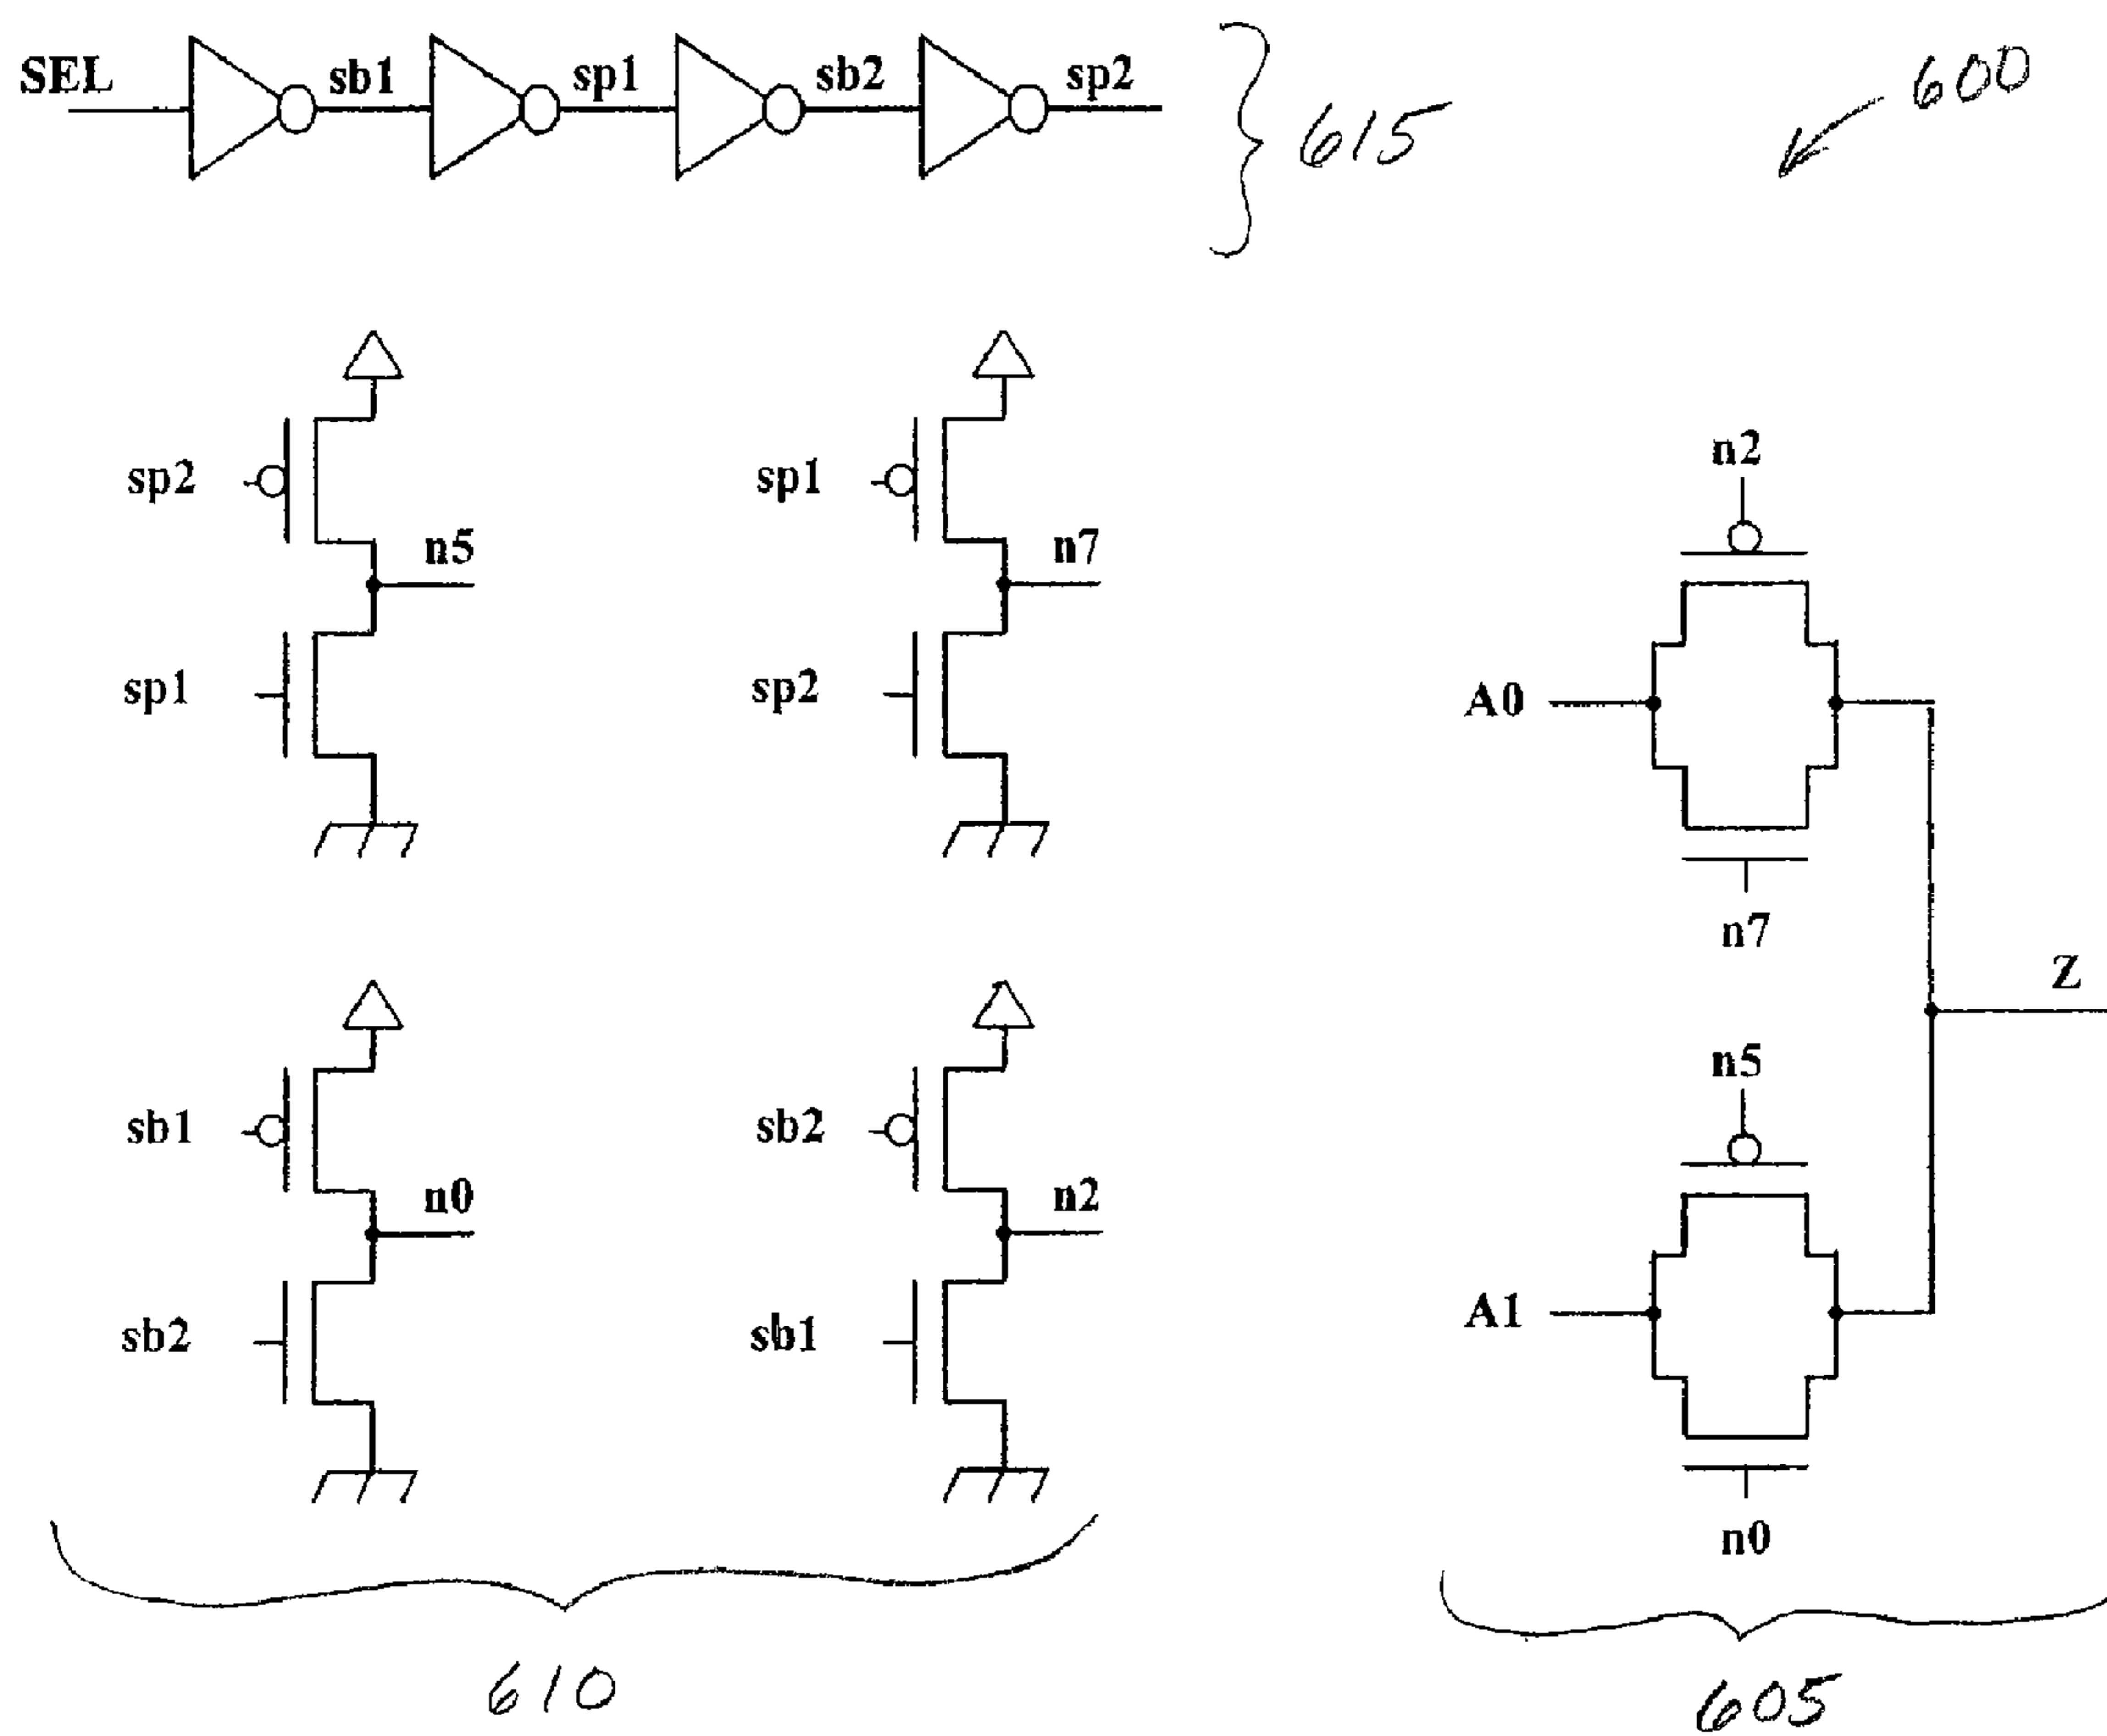 SEL sb1 sp1 sb2 sp2
615
600
sp2 n5 sp1
sp1 n7 sp2
sb1 n0 sb2
sb2 n2 sb1
610
n2
A0
n7
Z
n5
A1
n0
605